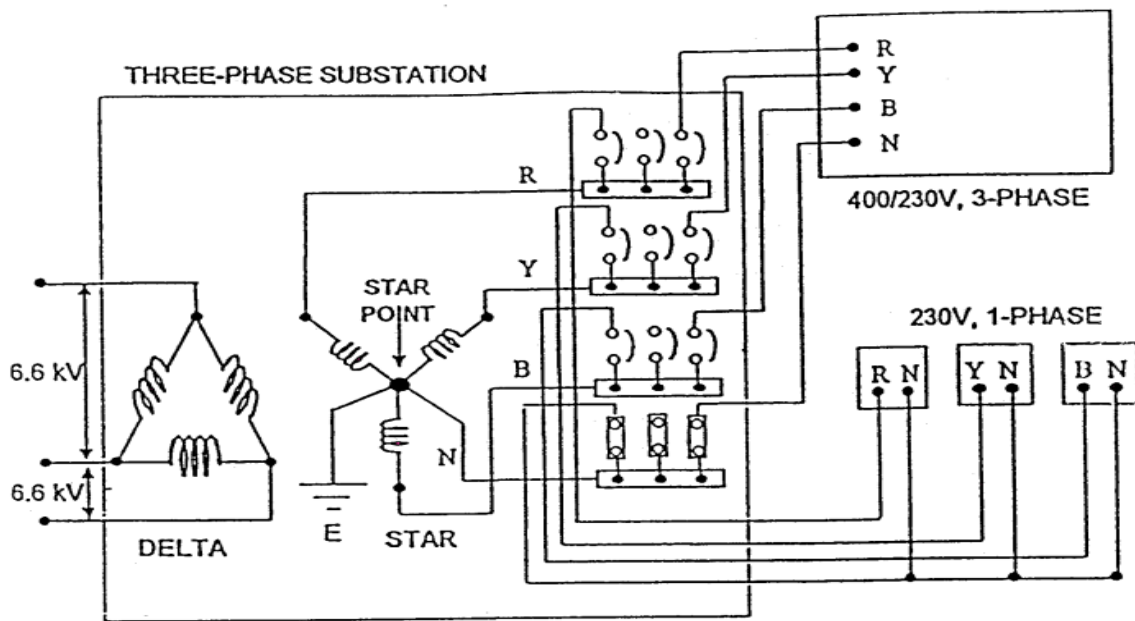 THREE-PHASE SUBSTATION
R
Y
B
N
400/230V, 3-PHASE
R
Y
STAR
POINT
B
N
6.6 kV
6.6 kV
DELTA
E
STAR
230V, 1-PHASE
R N
Y N
B N